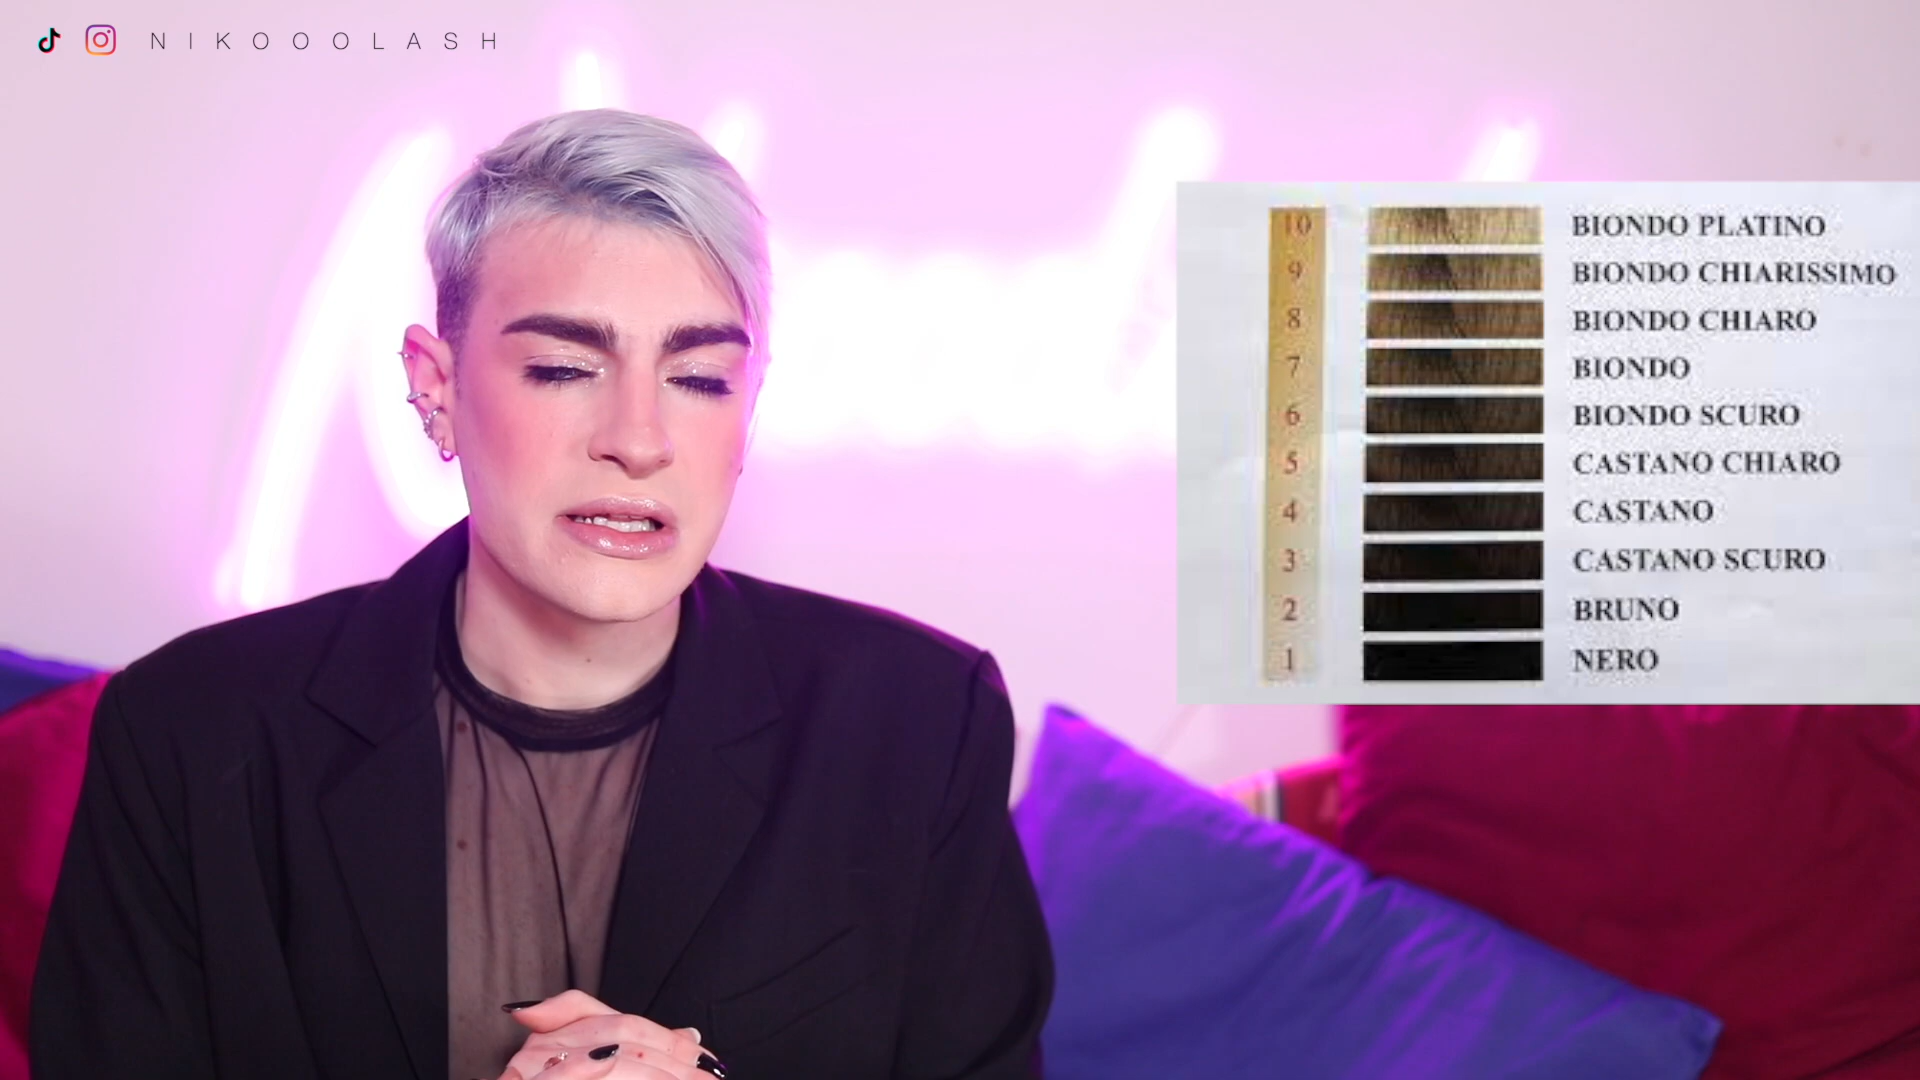 NIKOOOLASH
10 BIONDO PLATINO
9 BIONDO CHIARISSIMO
8 BIONDO CHIARO
7 BIONDO
6 BIONDO SCURO
5 CASTANO CHIARO
4 CASTANO
3 CASTANO SCURO
2 BRUNO
1 NERO